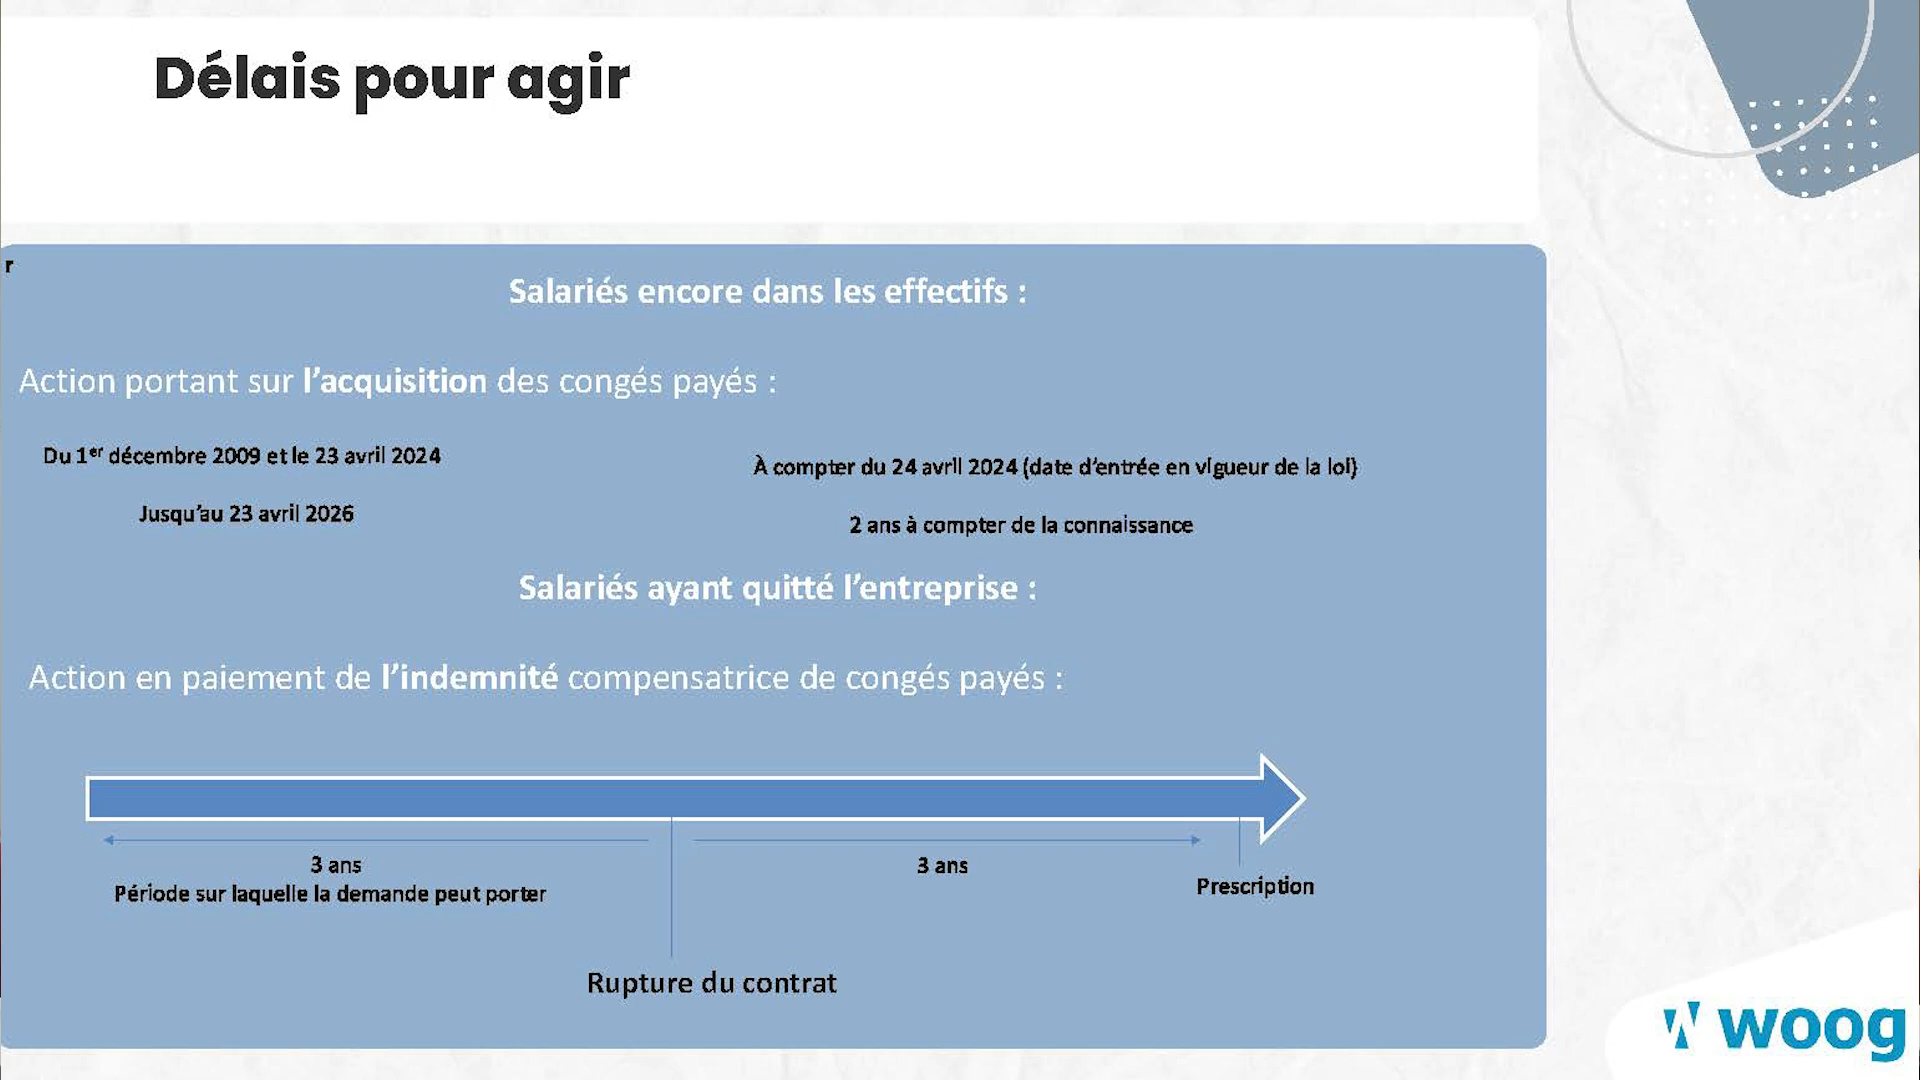 Délais pour agir
r
Salariés encore dans les effectifs :
Action portant sur l’acquisition des congés payés :
Du 1er décembre 2009 et le 23 avril 2024
Jusqu’au 23 avril 2026
À compter du 24 avril 2024 (date d’entrée en vigueur de la loi)
2 ans à compter de la connaissance
Salariés ayant quitté l’entreprise :
Action en paiement de l’indemnité compensatrice de congés payés :
3 ans
Période sur laquelle la demande peut porter
3 ans
Prescription
Rupture du contrat
woog